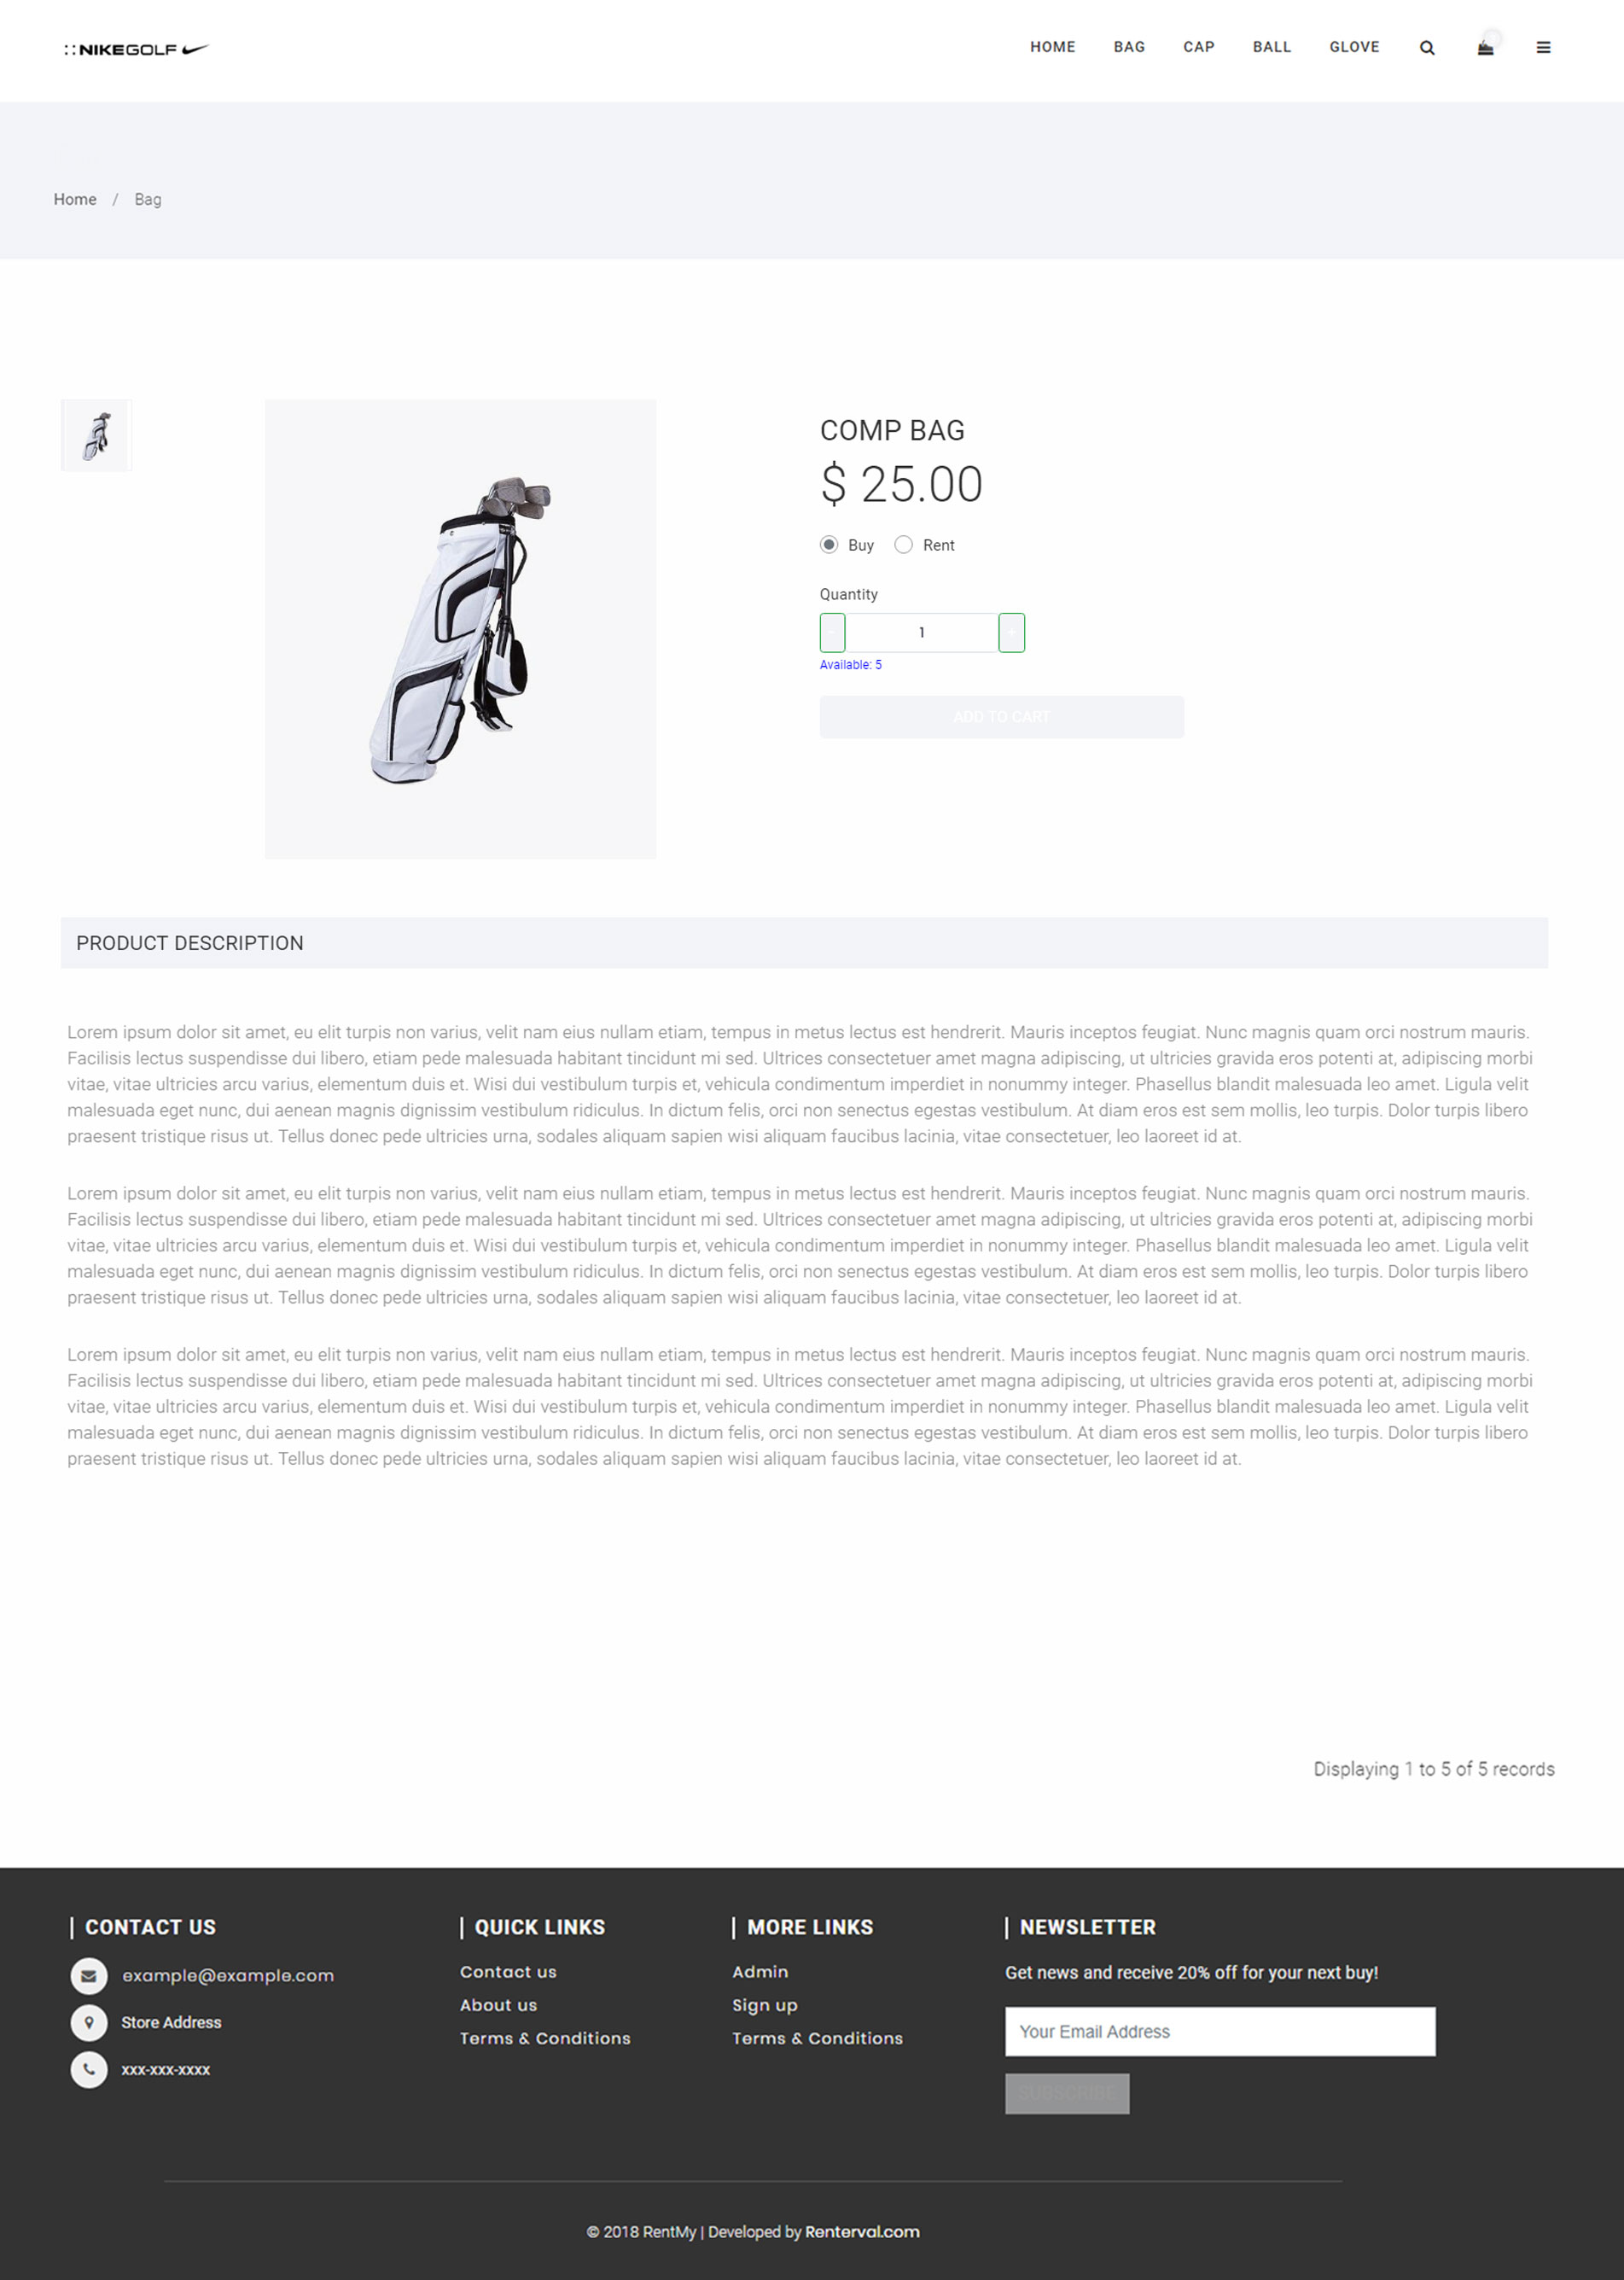 ::NIKEGOLF
HOME BAG CAP BALL GLOVE
Home / Bag
COMP BAG
$ 25.00
Buy Rent
Quantity
- 1 +
Available: 5
ADD TO CART
PRODUCT DESCRIPTION
Lorem ipsum dolor sit amet, eu elit turpis non varius, velit nam eius nullam etiam, tempus in metus lectus est hendrerit. Mauris inceptos feugiat. Nunc magnis quam orci nostrum mauris.
Facilisis lectus suspendisse dui libero, etiam pede malesuada habitant tincidunt mi sed. Ultrices consectetuer amet magna adipiscing, ut ultricies gravida eros potenti at, adipiscing morbi
vitae, vitae ultricies arcu varius, elementum duis et. Wisi dui vestibulum turpis et, vehicula condimentum imperdiet in nonummy integer. Phasellus blandit malesuada leo amet. Ligula velit
malesuada eget nunc, dui aenean magnis dignissim vestibulum ridiculus. In dictum felis, orci non senectus egestas vestibulum. At diam eros est sem mollis, leo turpis. Dolor turpis libero
praesent tristique risus ut. Tellus donec pede ultricies urna, sodales aliquam sapien wisi aliquam faucibus lacinia, vitae consectetuer, leo laoreet id at.
Lorem ipsum dolor sit amet, eu elit turpis non varius, velit nam eius nullam etiam, tempus in metus lectus est hendrerit. Mauris inceptos feugiat. Nunc magnis quam orci nostrum mauris.
Facilisis lectus suspendisse dui libero, etiam pede malesuada habitant tincidunt mi sed. Ultrices consectetuer amet magna adipiscing, ut ultricies gravida eros potenti at, adipiscing morbi
vitae, vitae ultricies arcu varius, elementum duis et. Wisi dui vestibulum turpis et, vehicula condimentum imperdiet in nonummy integer. Phasellus blandit malesuada leo amet. Ligula velit
malesuada eget nunc, dui aenean magnis dignissim vestibulum ridiculus. In dictum felis, orci non senectus egestas vestibulum. At diam eros est sem mollis, leo turpis. Dolor turpis libero
praesent tristique risus ut. Tellus donec pede ultricies urna, sodales aliquam sapien wisi aliquam faucibus lacinia, vitae consectetuer, leo laoreet id at.
Lorem ipsum dolor sit amet, eu elit turpis non varius, velit nam eius nullam etiam, tempus in metus lectus est hendrerit. Mauris inceptos feugiat. Nunc magnis quam orci nostrum mauris.
Facilisis lectus suspendisse dui libero, etiam pede malesuada habitant tincidunt mi sed. Ultrices consectetuer amet magna adipiscing, ut ultricies gravida eros potenti at, adipiscing morbi
vitae, vitae ultricies arcu varius, elementum duis et. Wisi dui vestibulum turpis et, vehicula condimentum imperdiet in nonummy integer. Phasellus blandit malesuada leo amet. Ligula velit
malesuada eget nunc, dui aenean magnis dignissim vestibulum ridiculus. In dictum felis, orci non senectus egestas vestibulum. At diam eros est sem mollis, leo turpis. Dolor turpis libero
praesent tristique risus ut. Tellus donec pede ultricies urna, sodales aliquam sapien wisi aliquam faucibus lacinia, vitae consectetuer, leo laoreet id at.
Displaying 1 to 5 of 5 records
CONTACT US
example@example.com
Store Address
xxx-xxx-xxxx
QUICK LINKS
Contact us
About us
Terms & Conditions
MORE LINKS
Admin
Sign up
Terms & Conditions
NEWSLETTER
Get news and receive 20% off for your next buy!
Your Email Address
SUBSCRIBE
© 2018 RentMy | Developed by Renterval.com